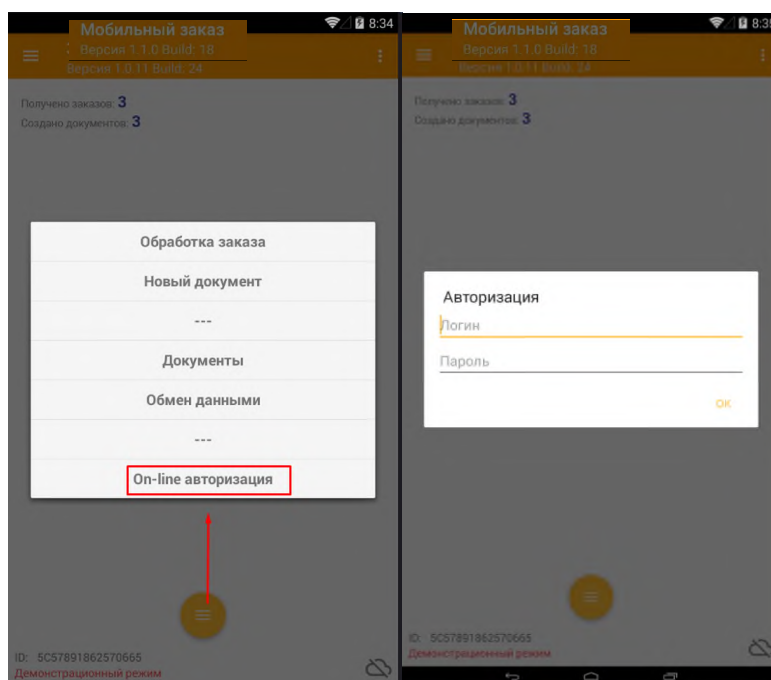 8:34
Мобильный заказ
Версия 1.1.0 Build: 18
Версия 1.0.11 Build: 24
Получено заказов: 3
Создано документов: 3
Обработка заказа
Новый документ
---
Документы
Обмен данными
---
On-line авторизация
ID: 5C57891862570665
Демонстрационный режим
8:35
Мобильный заказ
Версия 1.1.0 Build: 18
Версия 1.0.11 Build: 24
Получено заказов: 3
Создано документов: 3
Авторизация
Логин
Пароль
ОК
ID: 5C57891862570665
Демонстрационный режим